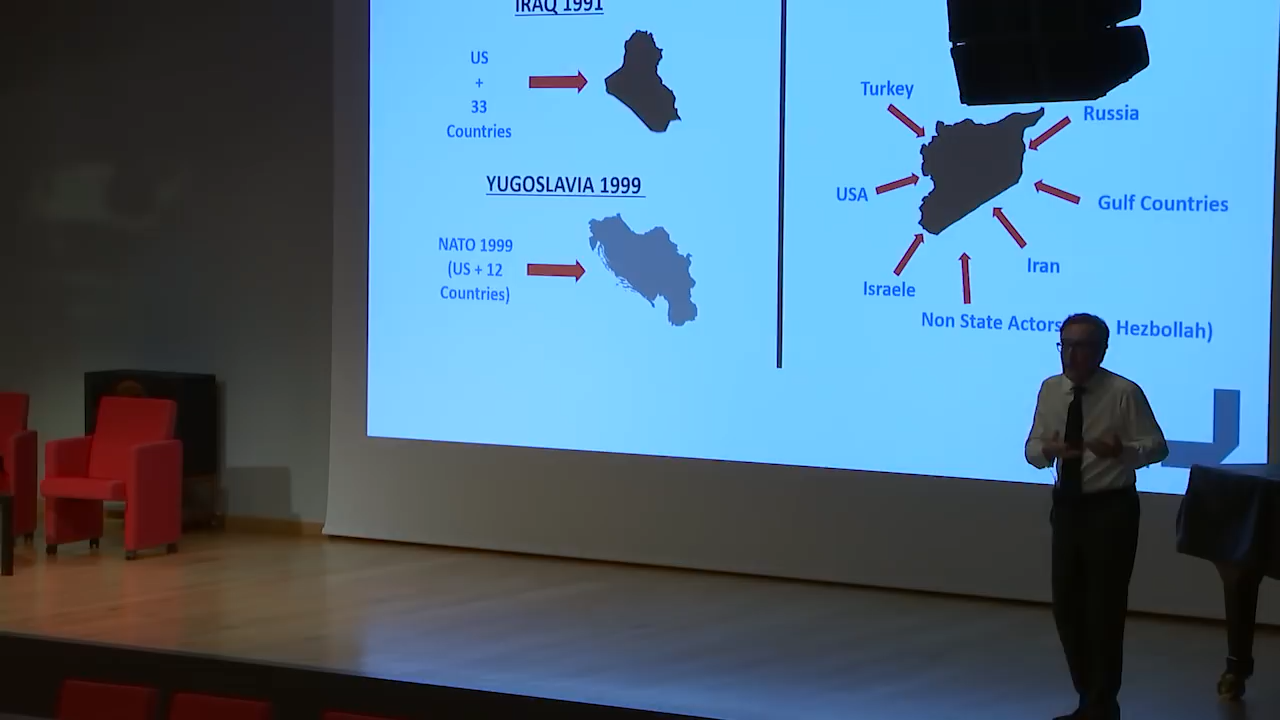 IRAQ 1991
US
+
33
Countries
YUGOSLAVIA 1999
NATO 1999
(US + 12
Countries)
Turkey
Russia
USA
Gulf Countries
Iran
Israele
Non State Actors Hezbollah)